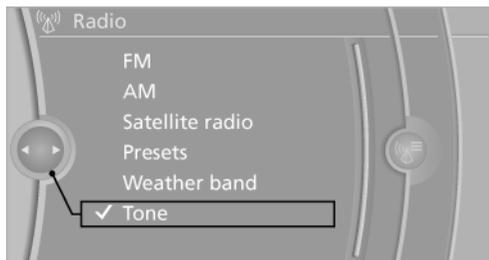 Radio
FM
AM
Satellite radio
Presets
Weather band
✓ Tone